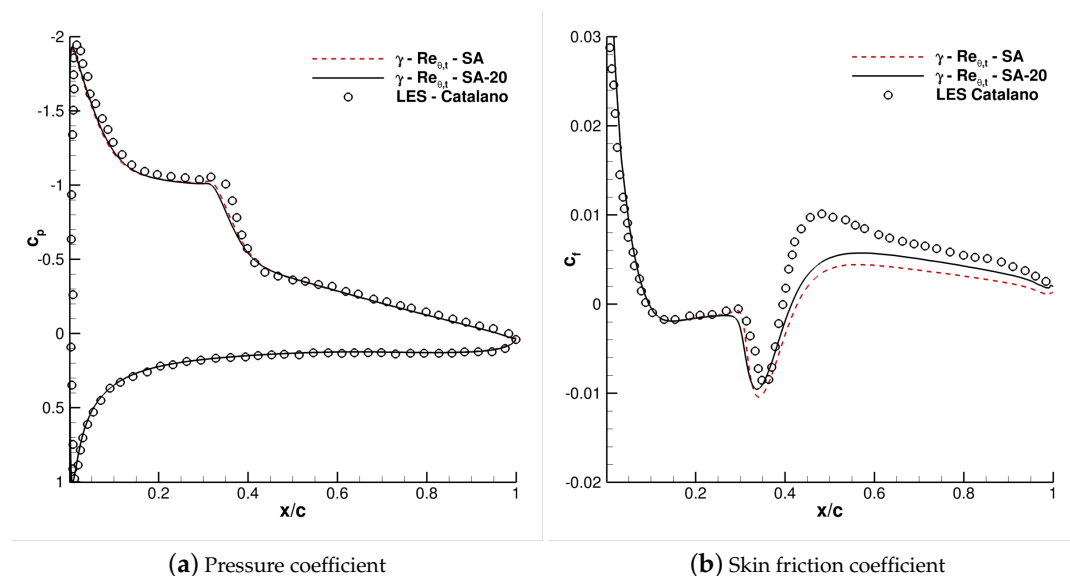 -2
-1.5
-1
-0.5
0
0.5
1
c_p
0.2 0.4 0.6 0.8 1
x/c
γ - Re_θ,t - SA
γ - Re_θ,t - SA-20
LES - Catalano
(a) Pressure coefficient
0.03
0.02
0.01
0
-0.01
-0.02
c_f
0 0.2 0.4 0.6 0.8 1
x/c
γ - Re_θ,t - SA
γ - Re_θ,t - SA-20
LES Catalano
(b) Skin friction coefficient